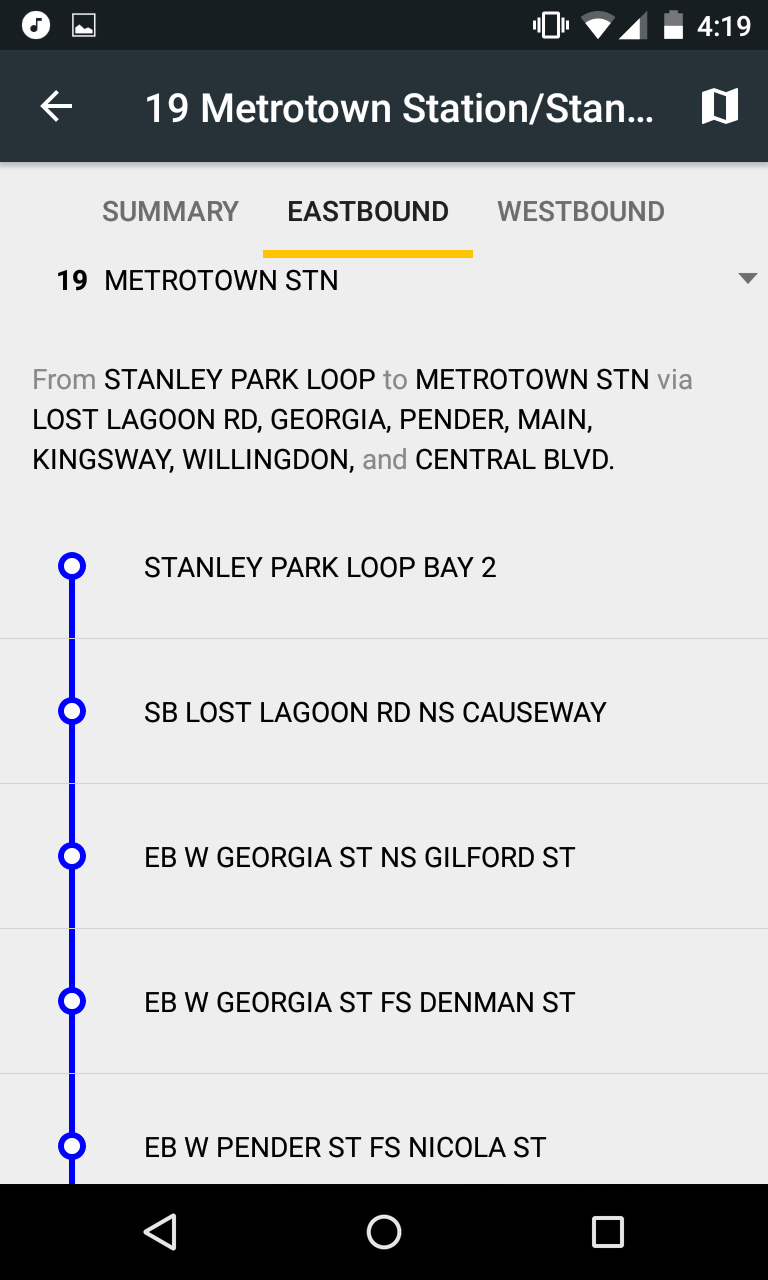 4:19
19 Metrotown Station/Stan...
SUMMARY EASTBOUND WESTBOUND
19 METROTOWN STN
From STANLEY PARK LOOP to METROTOWN STN via
LOST LAGOON RD, GEORGIA, PENDER, MAIN,
KINGSWAY, WILLINGDON, and CENTRAL BLVD.
STANLEY PARK LOOP BAY 2
SB LOST LAGOON RD NS CAUSEWAY
EB W GEORGIA ST NS GILFORD ST
EB W GEORGIA ST FS DENMAN ST
EB W PENDER ST FS NICOLA ST